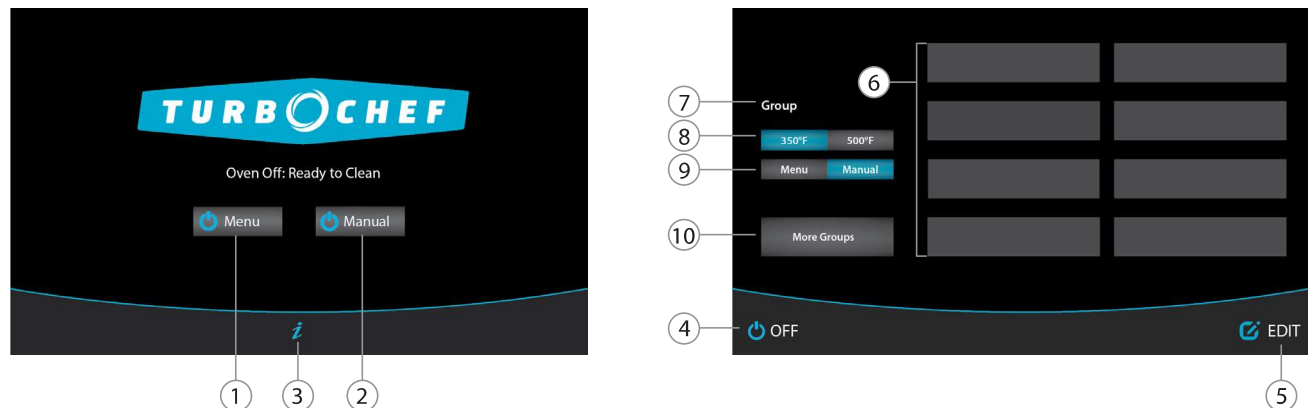 TURBOCHEF
Oven Off: Ready to Clean
Menu Manual
i
1 3 2
6
7 Group
8 350°F 500°F
9 Menu Manual
10 More Groups
4 OFF EDIT
5